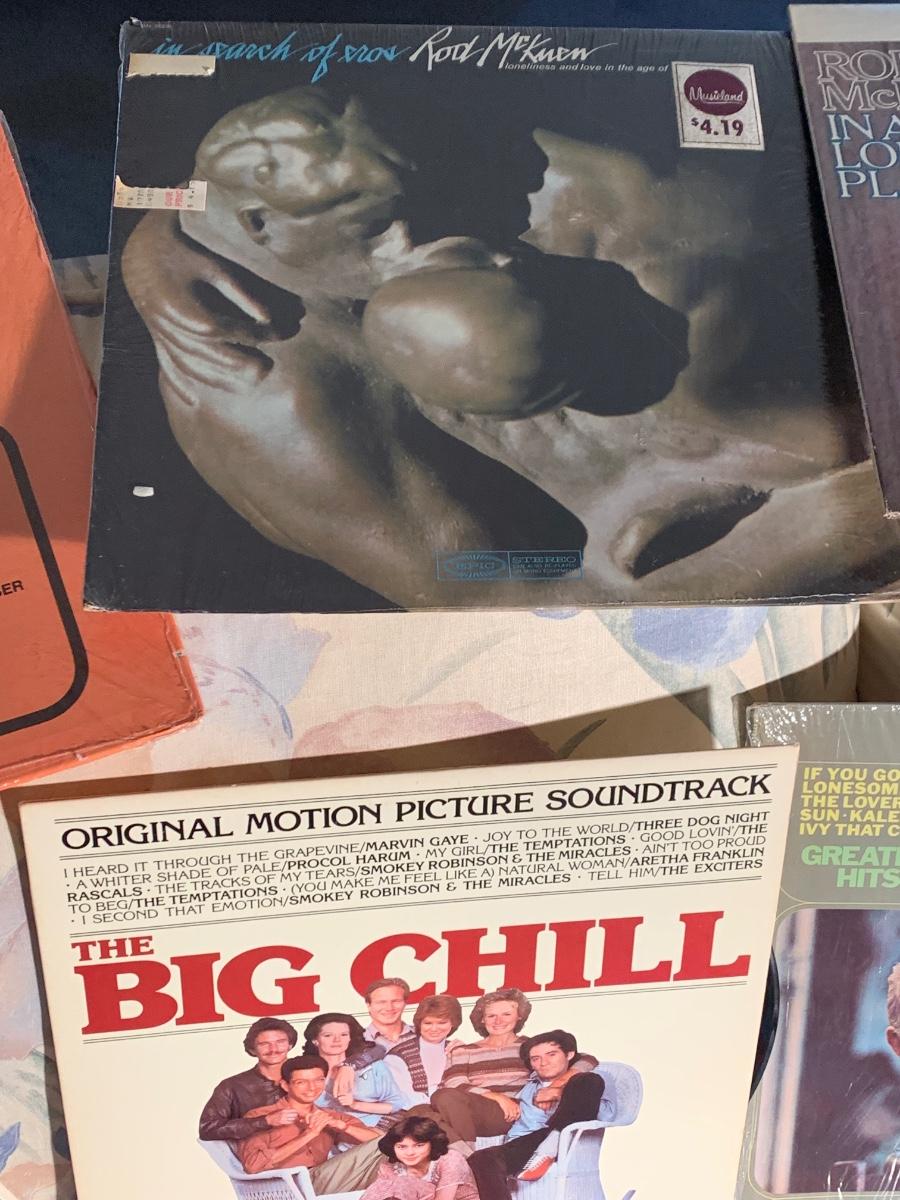 in search of eros Rod McKuen
loneliness and love in the age of
Musicland
$4.19
OUR
PRIC
EPIC
STEREO
ROD
McK
IN A
LO
PL
ORIGINAL MOTION PICTURE SOUNDTRACK
I HEARD IT THROUGH THE GRAPEVINE/MARVIN GAYE · JOY TO THE WORLD/THREE DOG NIGHT
· A WHITER SHADE OF PALE/PROCOL HARUM · MY GIRL/THE TEMPTATIONS · GOOD LOVIN'/THE
RASCALS · THE TRACKS OF MY TEARS/SMOKEY ROBINSON & THE MIRACLES · AIN'T TOO PROUD
TO BEG/THE TEMPTATIONS · (YOU MAKE ME FEEL LIKE A) NATURAL WOMAN/ARETHA FRANKLIN
· I SECOND THAT EMOTION/SMOKEY ROBINSON & THE MIRACLES · TELL HIM/THE EXCITERS
THE
BIG CHILL
IF YOU GO
LONESOM
THE LOVER
SUN · KALE
IVY THAT C
GREAT
HITS